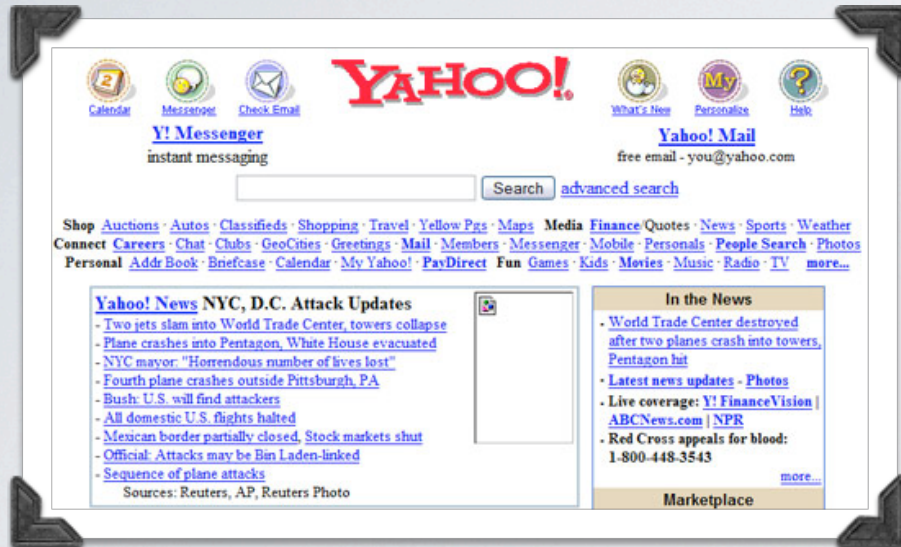 2
My
?
YAHOO!
Calendar Messenger Check Email
What's New Personalize Help
Y! Messenger
instant messaging
Yahoo! Mail
free email - you@yahoo.com
Search advanced search
Shop Auctions · Autos · Classifieds · Shopping · Travel · Yellow Pgs · Maps Media Finance/Quotes · News · Sports · Weather
Connect Careers · Chat · Clubs · GeoCities · Greetings · Mail · Members · Messenger · Mobile · Personals · People Search · Photos
Personal Addr Book · Briefcase · Calendar · My Yahoo! · PayDirect Fun Games · Kids · Movies · Music · Radio · TV more...
Yahoo! News NYC, D.C. Attack Updates
- Two jets slam into World Trade Center, towers collapse
- Plane crashes into Pentagon, White House evacuated
- NYC mayor: "Horrendous number of lives lost"
- Fourth plane crashes outside Pittsburgh, PA
- Bush: U.S. will find attackers
- All domestic U.S. flights halted
- Mexican border partially closed, Stock markets shut
- Official: Attacks may be Bin Laden-linked
- Sequence of plane attacks
Sources: Reuters, AP, Reuters Photo
In the News
· World Trade Center destroyed
after two planes crash into towers,
Pentagon hit
· Latest news updates - Photos
· Live coverage: Y! FinanceVision |
ABCNews.com | NPR
· Red Cross appeals for blood:
1-800-448-3543
more...
Marketplace